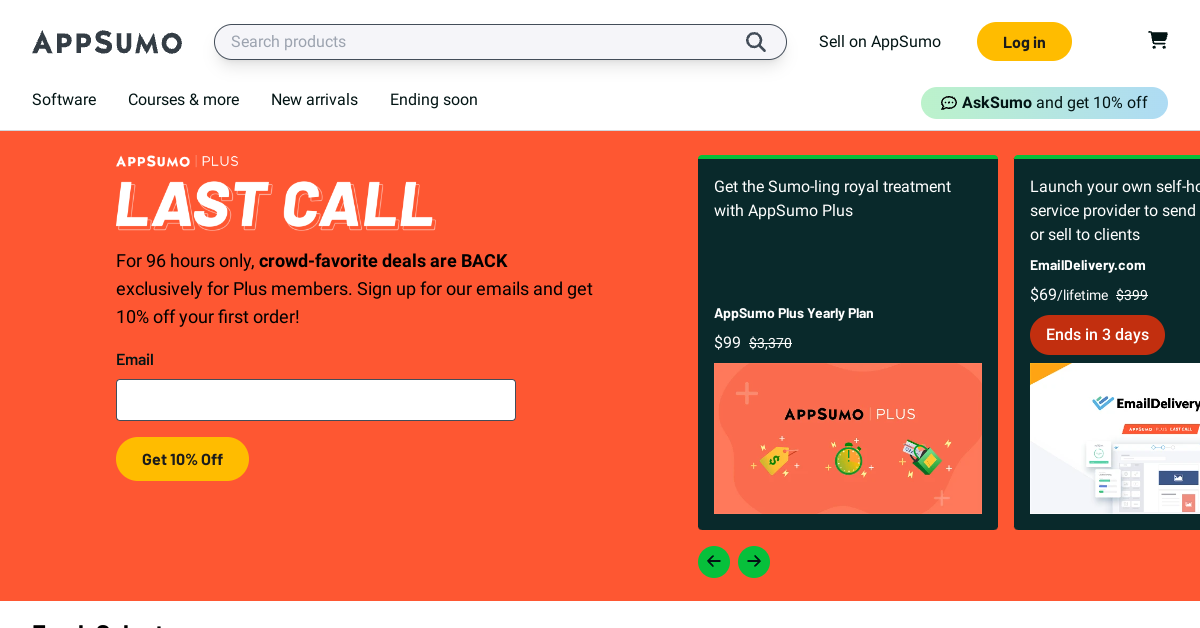 APPSUMO
Search products
Sell on AppSumo
Log in
Software
Courses & more
New arrivals
Ending soon
AskSumo and get 10% off
APPSUMO | PLUS
LAST CALL
For 96 hours only, crowd-favorite deals are BACK
exclusively for Plus members. Sign up for our emails and get
10% off your first order!
Email
Get 10% Off
Get the Sumo-ling royal treatment
with AppSumo Plus
AppSumo Plus Yearly Plan
$99 $3,370
APPSUMO | PLUS
Launch your own self-ho
service provider to send
or sell to clients
EmailDelivery.com
$69/lifetime $399
Ends in 3 days
EmailDelivery
APPSUMO PLUS LAST CALL